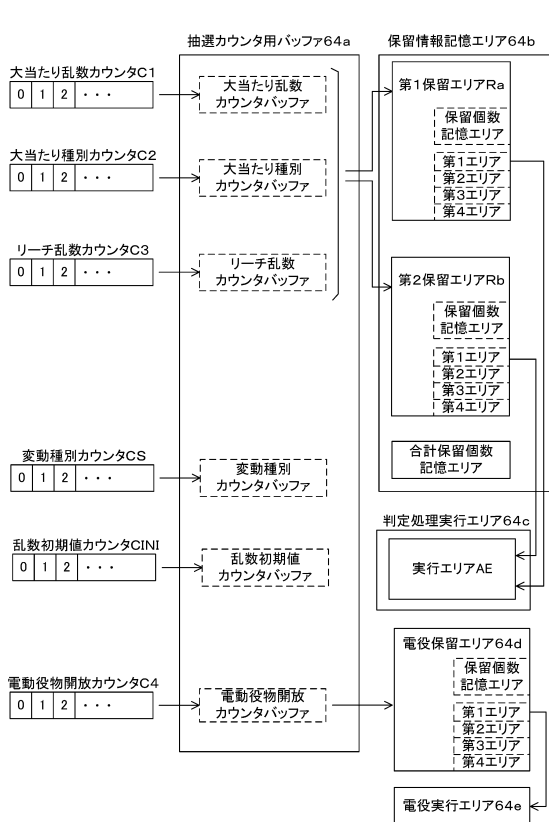 抽選カウンタ用バッファ64a
大当たり乱数カウンタC1
0 1 2 ・・・
大当たり乱数
カウンタバッファ
大当たり種別カウンタC2
0 1 2 ・・・
大当たり種別
カウンタバッファ
リーチ乱数カウンタC3
0 1 2 ・・・
リーチ乱数
カウンタバッファ
変動種別カウンタCS
0 1 2 ・・・
変動種別
カウンタバッファ
乱数初期値カウンタCINI
0 1 2 ・・・
乱数初期値
カウンタバッファ
電動役物開放カウンタC4
0 1 2 ・・・
電動役物開放
カウンタバッファ
保留情報記憶エリア64b
第1保留エリアRa
保留個数
記憶エリア
第1エリア
第2エリア
第3エリア
第4エリア
第2保留エリアRb
保留個数
記憶エリア
第1エリア
第2エリア
第3エリア
第4エリア
合計保留個数
記憶エリア
判定処理実行エリア64c
実行エリアAE
電役保留エリア64d
保留個数
記憶エリア
第1エリア
第2エリア
第3エリア
第4エリア
電役実行エリア64e